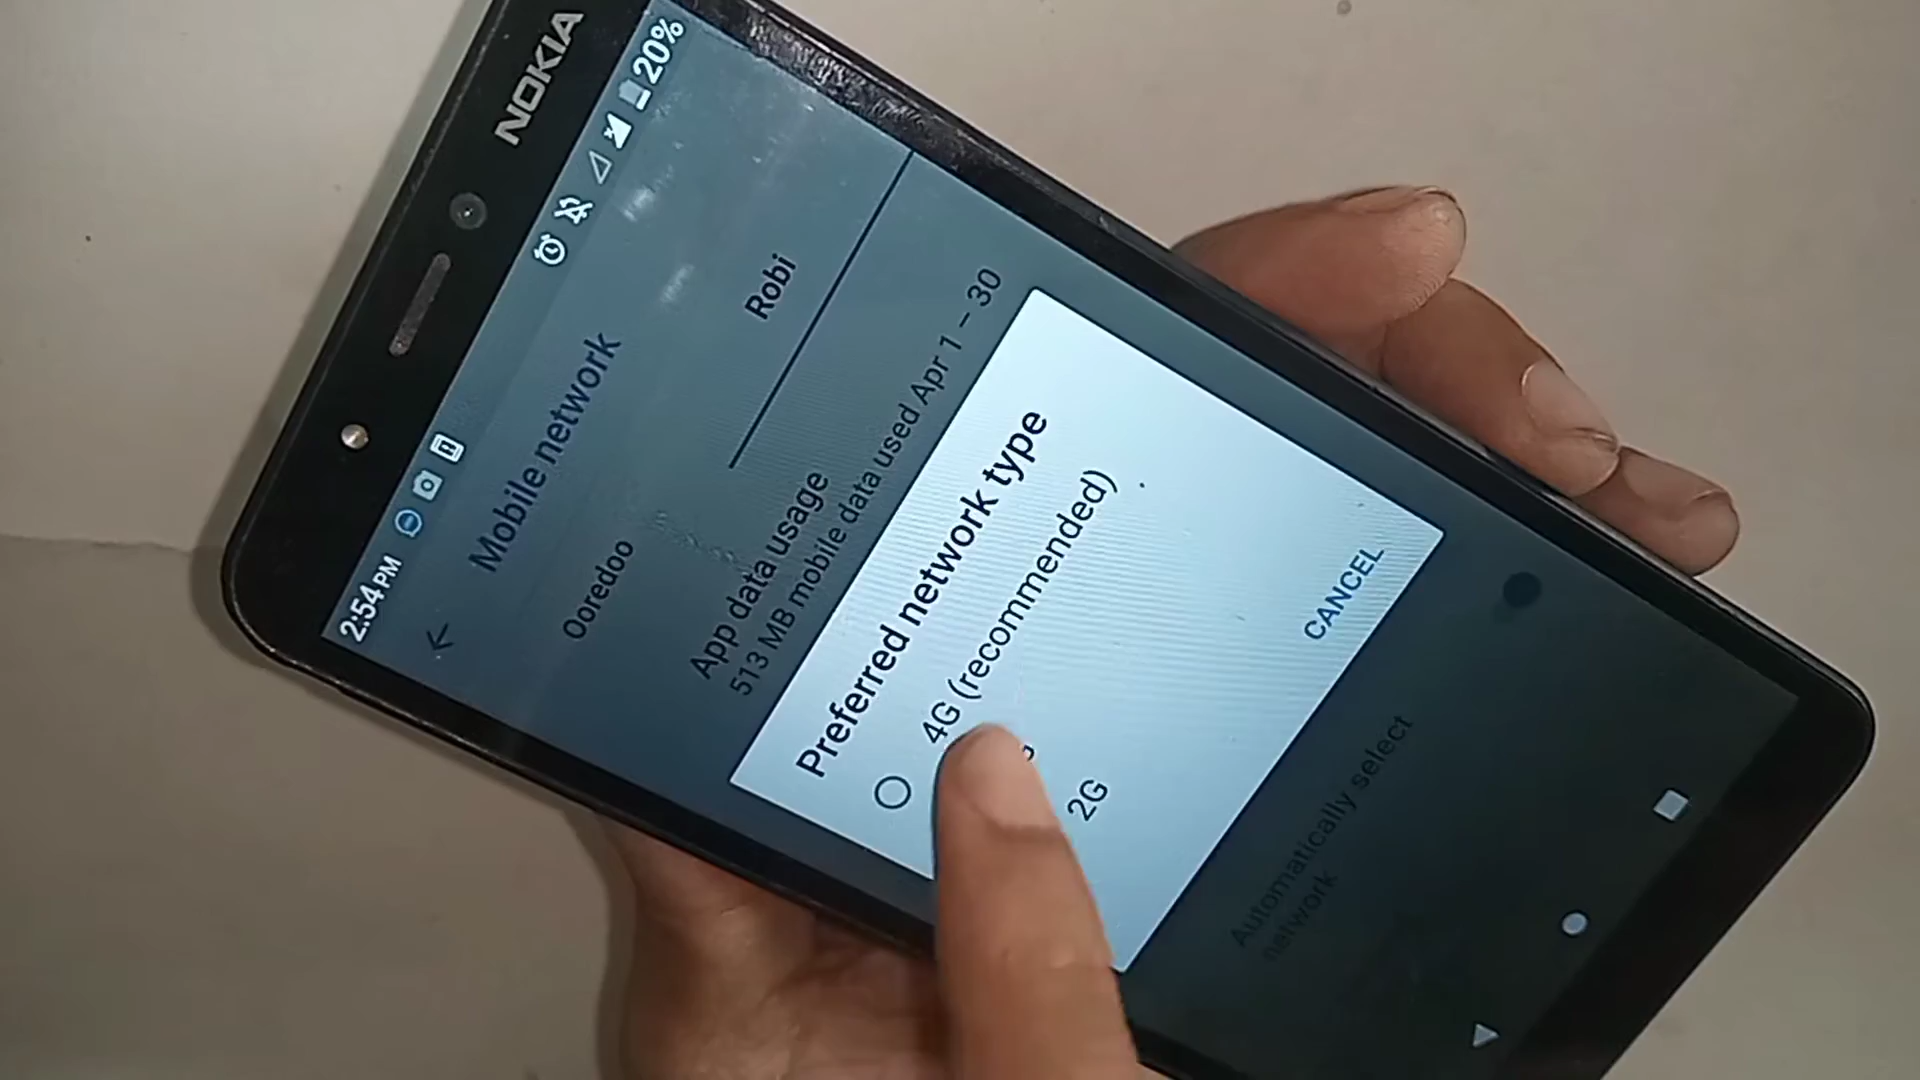 NOKIA
2:54 PM
20%
Mobile network
Ooredoo
Robi
App data usage
513 MB mobile data used Apr 1 – 30
Preferred network type
4G (recommended)
2G
CANCEL
Automatically select
network